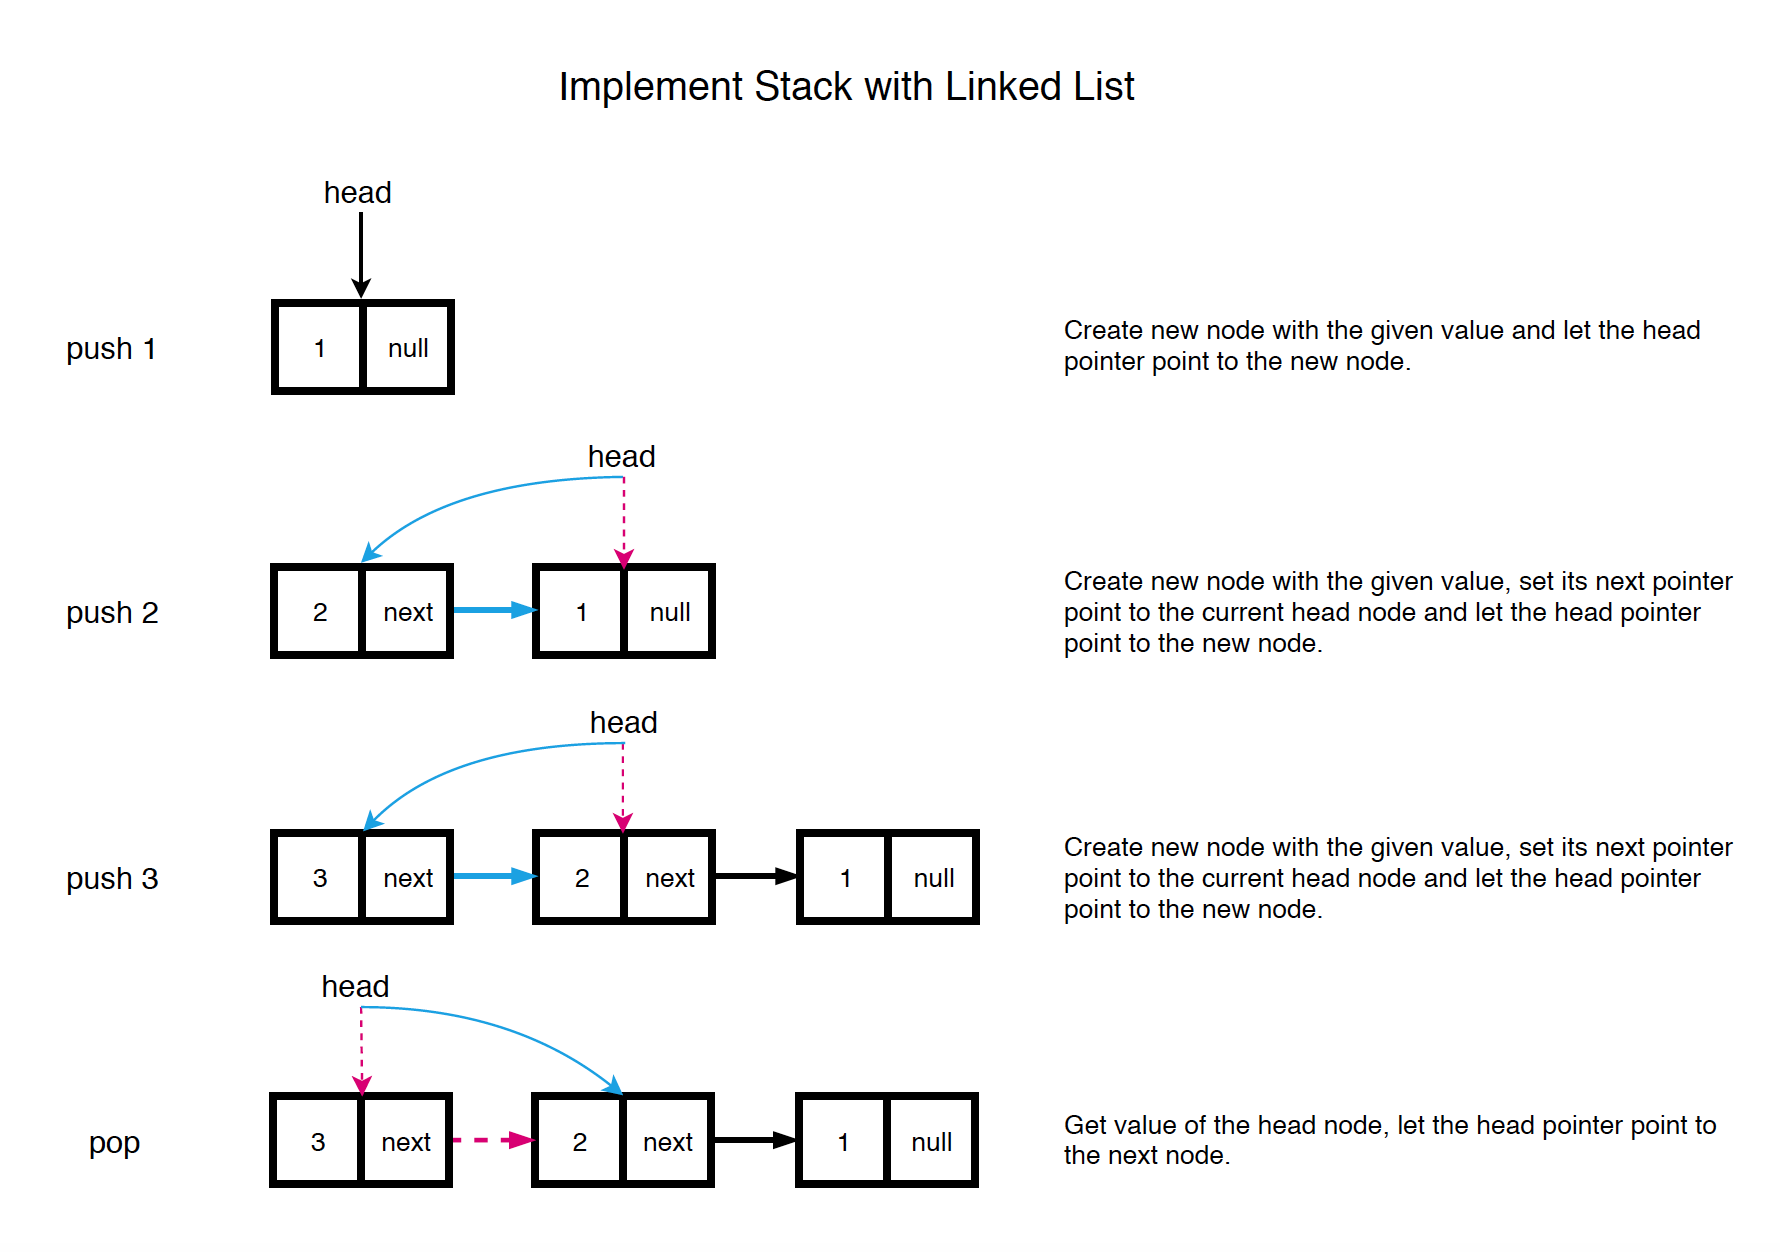 Implement Stack with Linked List
head
push 1
1
null
Create new node with the given value and let the head
pointer point to the new node.
head
push 2
2
next
1
null
Create new node with the given value, set its next pointer
point to the current head node and let the head pointer
point to the new node.
head
push 3
3
next
2
next
1
null
Create new node with the given value, set its next pointer
point to the current head node and let the head pointer
point to the new node.
head
pop
3
next
2
next
1
null
Get value of the head node, let the head pointer point to
the next node.